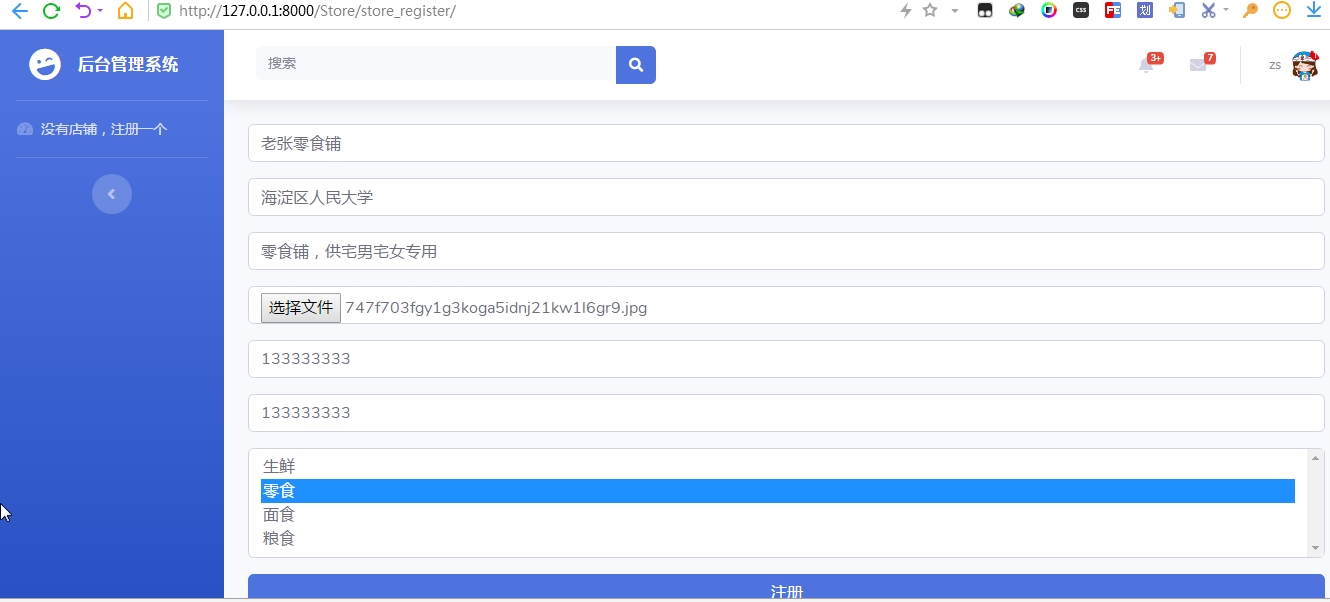 http://127.0.0.1:8000/Store/store_register/
CSS
FE
划
后台管理系统
搜索
3+
7
zs
没有店铺，注册一个
老张零食铺
海淀区人民大学
零食铺，供宅男宅女专用
选择文件 747f703fgy1g3koga5idnj21kw1l6gr9.jpg
133333333
133333333
生鲜
零食
面食
粮食
注册